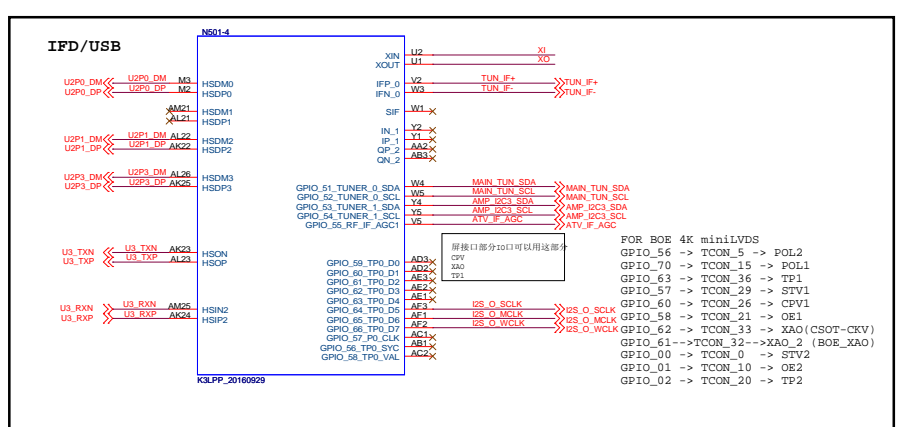 IFD/USB
N501-4
XIN U2 XI
XOUT U1 XO
U2P0_DM U2P0_DM M3 HSDM0
U2P0_DP U2P0_DP M2 HSDP0
IFP_0 V2 TUN_IF+ TUN_IF+
IFN_0 W3 TUN_IF- TUN_IF-
AM21 HSDM1
AL21 HSDP1
SIF W1
IN_1 Y2
IP_1 Y1
QP_2 AA2
QN_2 AB3
U2P1_DM U2P1_DM AL22 HSDM2
U2P1_DP U2P1_DP AK22 HSDP2
U2P3_DM U2P3_DM AL26 HSDM3
U2P3_DP U2P3_DP AK25 HSDP3
GPIO_51_TUNER_0_SDA W4 MAIN_TUN_SDA MAIN_TUN_SDA
GPIO_52_TUNER_0_SCL W5 MAIN_TUN_SCL MAIN_TUN_SCL
GPIO_53_TUNER_1_SDA Y4 AMP_I2C3_SDA AMP_I2C3_SDA
GPIO_54_TUNER_1_SCL Y5 AMP_I2C3_SCL AMP_I2C3_SCL
GPIO_55_RF_IF_AGC1 V5 ATV_IF_AGC ATV_IF_AGC
U3_TXN U3_TXN AK23 HSON
U3_TXP U3_TXP AL23 HSOP
屏接口部分IO口可以用这部分
CPV
XAO
TP1
GPIO_59_TP0_D0 AD3
GPIO_60_TP0_D1 AD2
GPIO_61_TP0_D2 AE3
GPIO_62_TP0_D3 AE2
GPIO_63_TP0_D4 AE1
GPIO_64_TP0_D5 AF3 I2S_O_SCLK I2S_O_SCLK
GPIO_65_TP0_D6 AF1 I2S_O_MCLK I2S_O_MCLK
GPIO_66_TP0_D7 AF2 I2S_O_WCLK I2S_O_WCLK
GPIO_57_P0_CLK AC1
GPIO_56_TP0_SYC AB1
GPIO_58_TP0_VAL AC2
U3_RXN U3_RXN AM25 HSIN2
U3_RXP U3_RXP AK24 HSIP2
K3LPP_20160929
FOR BOE 4K miniLVDS
GPIO_56 -> TCON_5 -> POL2
GPIO_70 -> TCON_15 -> POL1
GPIO_63 -> TCON_36 -> TP1
GPIO_57 -> TCON_29 -> STV1
GPIO_60 -> TCON_26 -> CPV1
GPIO_58 -> TCON_21 -> OE1
GPIO_62 -> TCON_33 -> XAO(CSOT-CKV)
GPIO_61-->TCON_32-->XAO_2 (BOE_XAO)
GPIO_00 -> TCON_0 -> STV2
GPIO_01 -> TCON_10 -> OE2
GPIO_02 -> TCON_20 -> TP2